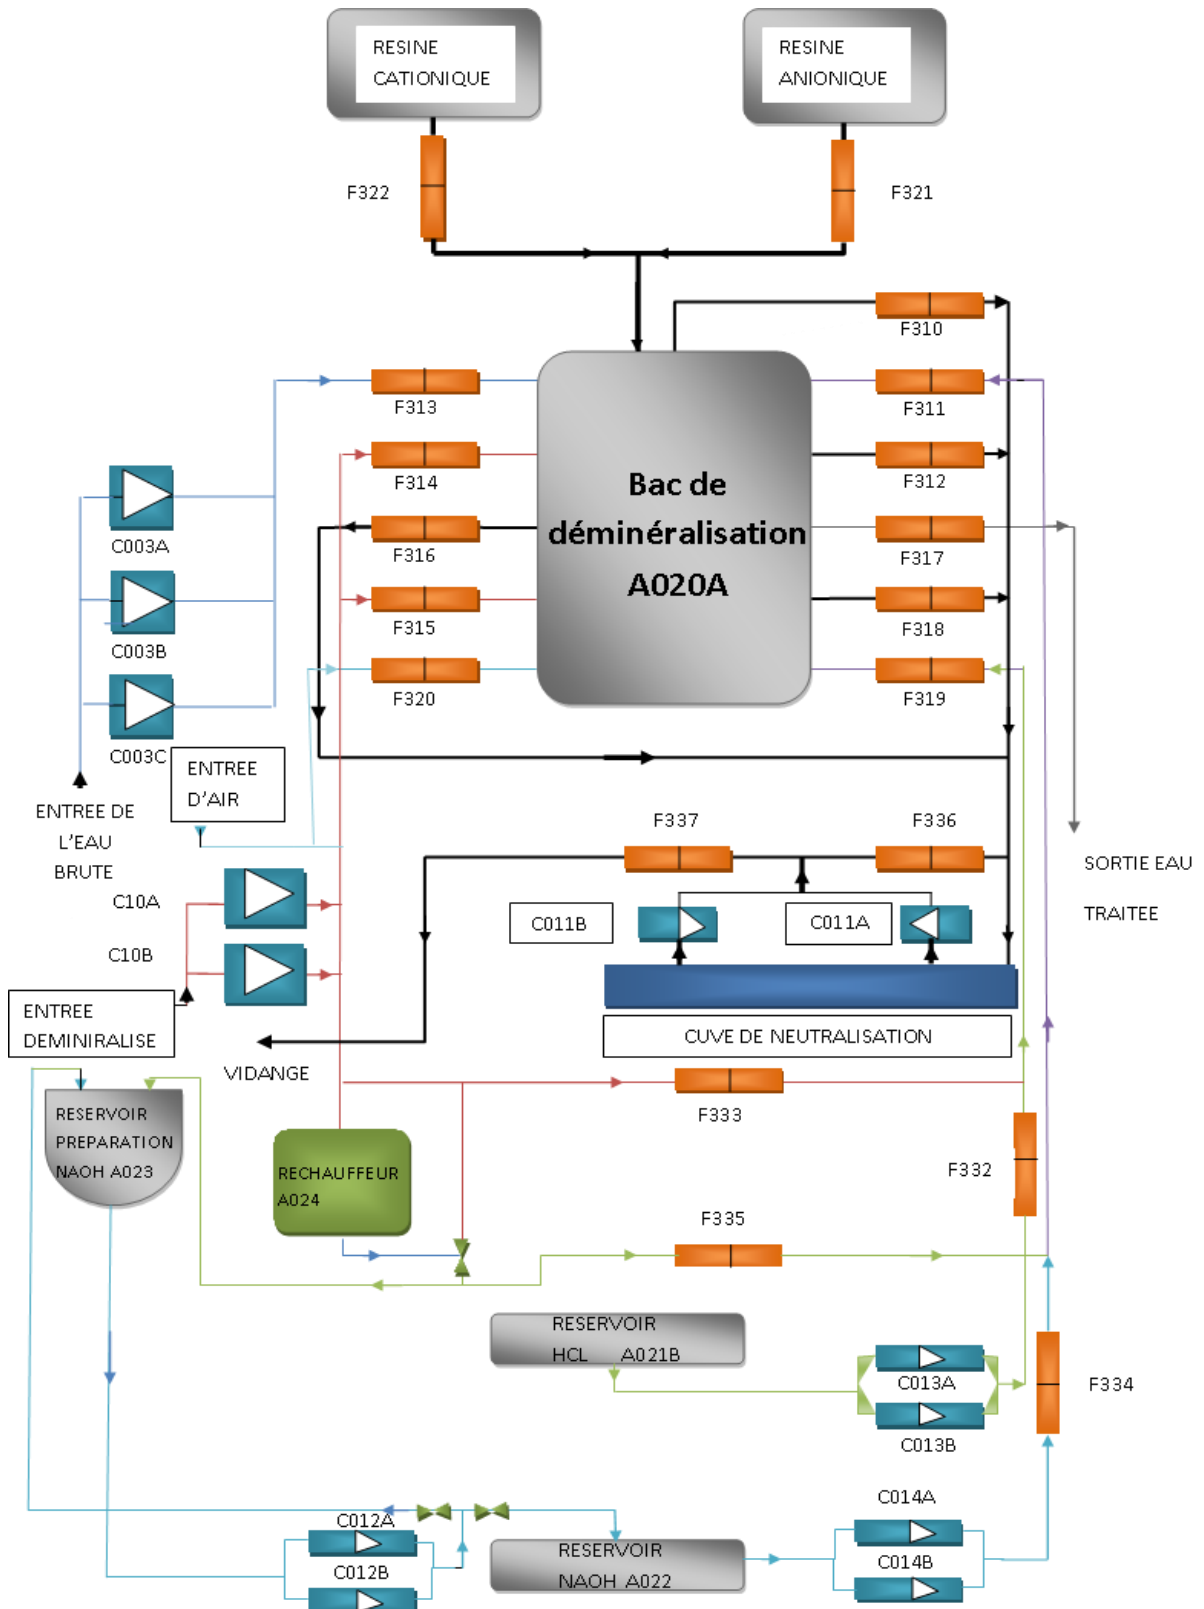 RESINE
CATIONIQUE
RESINE
ANIONIQUE
F322
F321
F310
F313
F311
F314
F312
Bac de
déminéralisation
A020A
C003A
F316
F317
C003B
F315
F318
C003C
F320
F319
ENTREE
D'AIR
ENTREE DE
L'EAU
BRUTE
F337
F336
SORTIE EAU
TRAITEE
C10A
C011B
C011A
C10B
ENTREE
DEMINIRALISE
CUVE DE NEUTRALISATION
VIDANGE
RESERVOIR
PREPARATION
NAOH A023
F333
RECHAUFFEUR
A024
F332
F335
RESERVOIR
HCL A021B
C013A
F334
C013B
C014A
C012A
C014B
C012B
RESERVOIR
NAOH A022